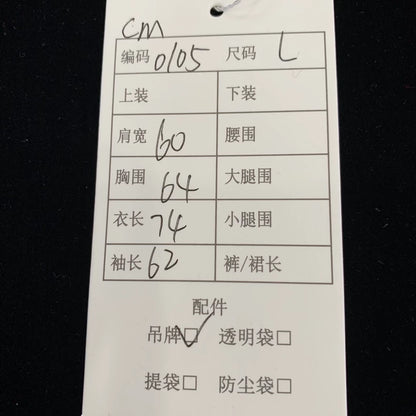 CM
编码 0105 尺码 L
上装 下装
肩宽 60 腰围
胸围 64 大腿围
衣长 74 小腿围
袖长 62 裤/裙长
配件
吊牌☑ 透明袋□
提袋□ 防尘袋□